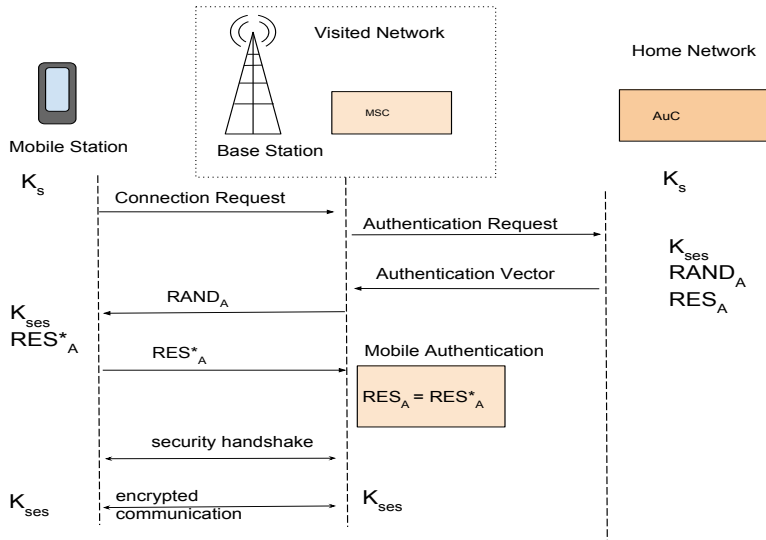 Visited Network
Home Network
MSC
AuC
Mobile Station
Base Station
Ks
Ks
Connection Request
Authentication Request
Kses
RANDA
RESA
Authentication Vector
RANDA
Kses
RES*A
RES*A
Mobile Authentication
RESA = RES*A
security handshake
Kses
encrypted
communication
Kses